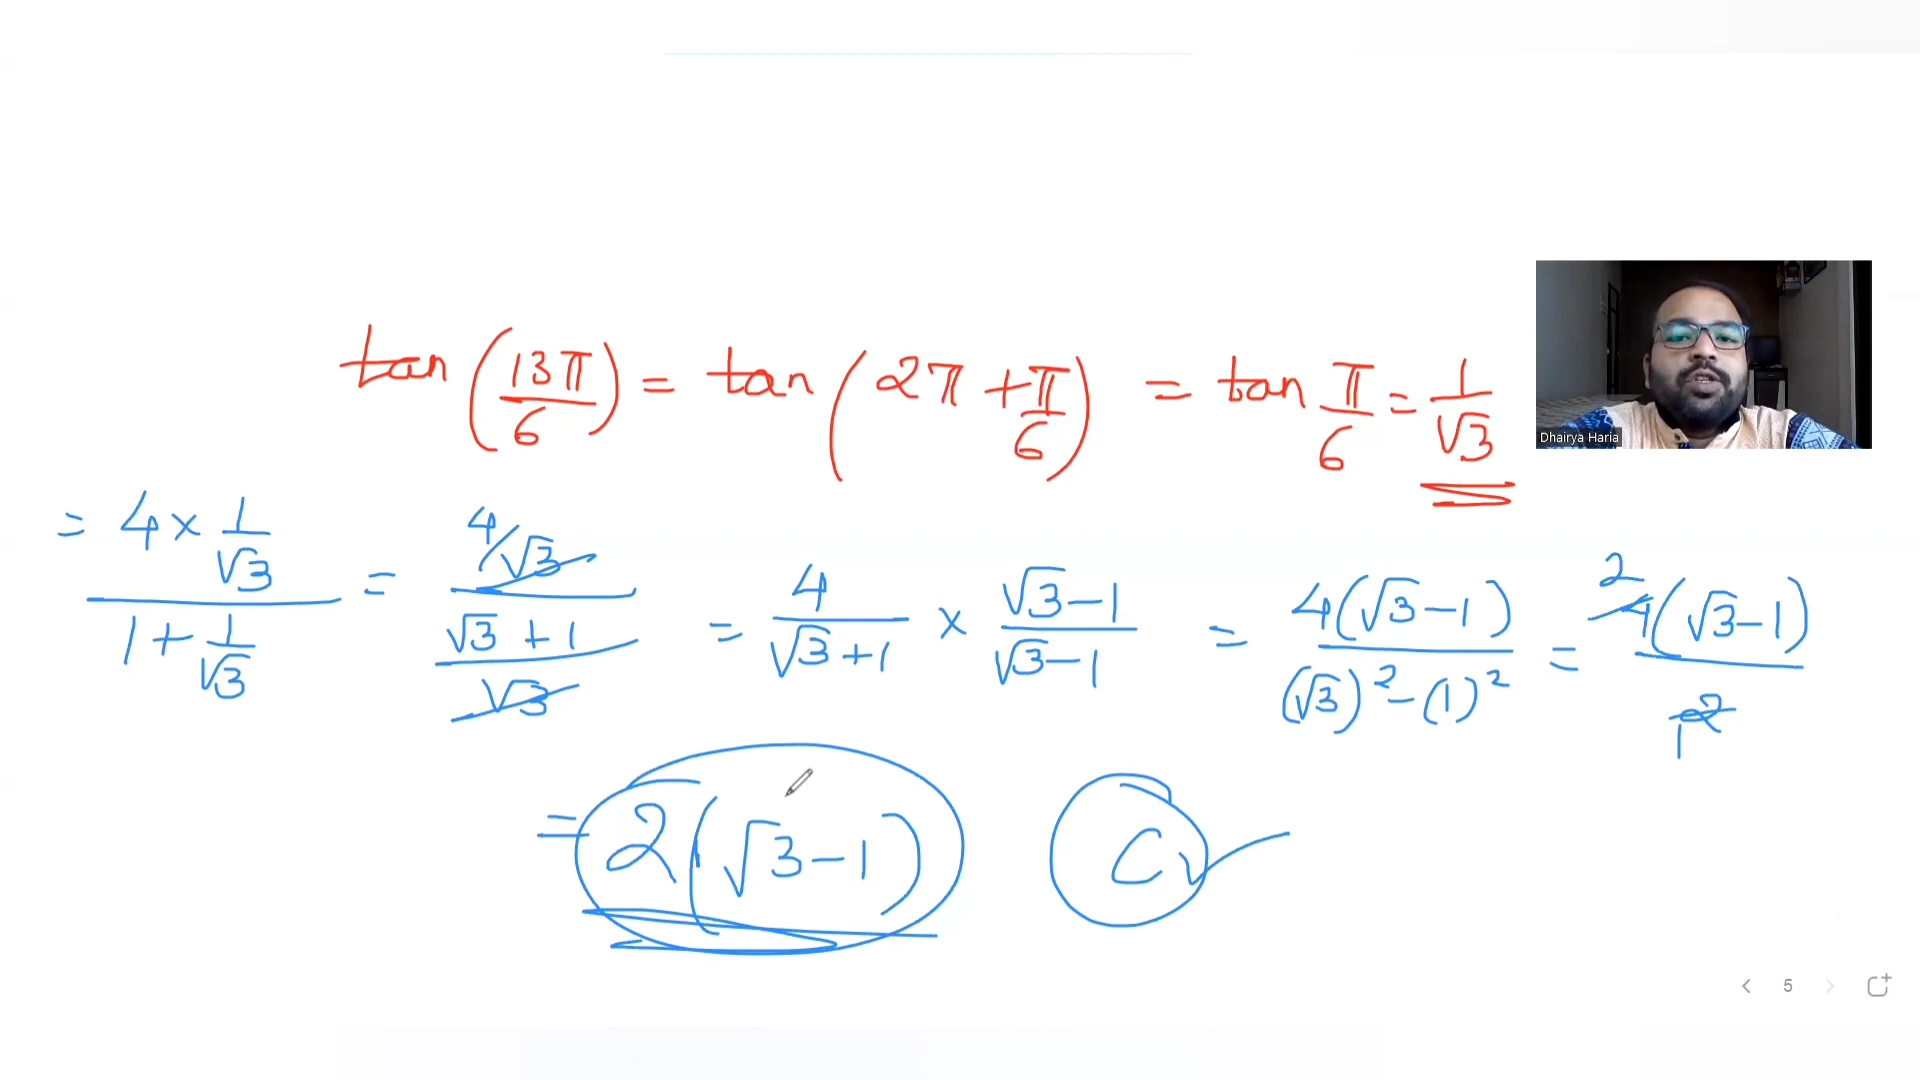 tan (13π/6) = tan (2π + π/6) = tan π/6 = 1/√3
Dhairya Haria
= (4 × 1/√3)/(1 + 1/√3) = (4/√3)/((√3 + 1)/√3) = 4/(√3+1) × (√3−1)/(√3−1) = 4(√3−1)/((√3)²−(1)²) = 2 4(√3−1)/2 1
= 2(√3−1) C✓
< 5 >